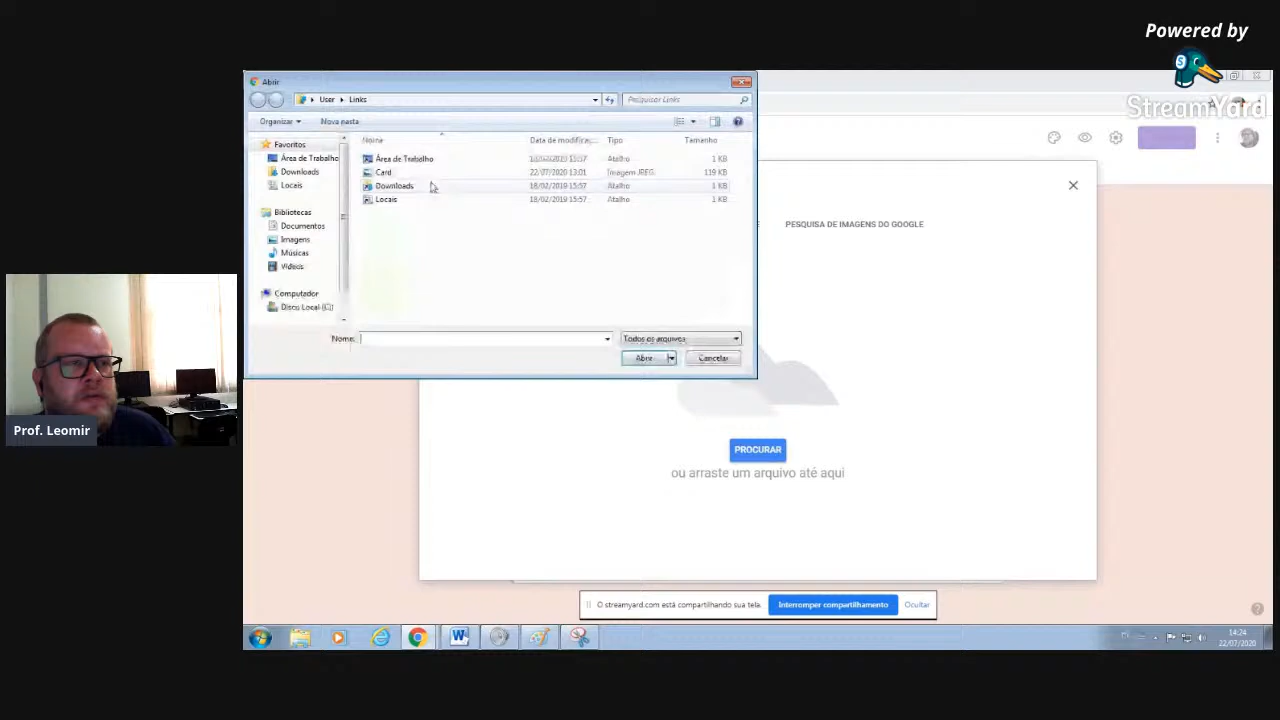 Powered by
StreamYard
Abrir
User
Links
Pesquisar Links
Organizar
Nova pasta
Nome
Data de modificaç...
Tipo
Tamanho
Favoritos
Área de Trabalho
Downloads
Locais
Bibliotecas
Documentos
Imagens
Músicas
Vídeos
Computador
Disco Local (C:)
Área de Trabalho
Atalho
1 KB
Card
22/07/2020 13:01
Imagem JPEG
119 KB
Downloads
18/02/2019 15:57
Atalho
1 KB
Locais
18/02/2019 15:57
Atalho
1 KB
Nome:
Todos os arquivos
Abrir
Cancelar
PESQUISA DE IMAGENS DO GOOGLE
PROCURAR
ou arraste um arquivo até aqui
Prof. Leomir
O streamyard.com está compartilhando sua tela.
Interromper compartilhamento
Ocultar
14:24
22/07/2020